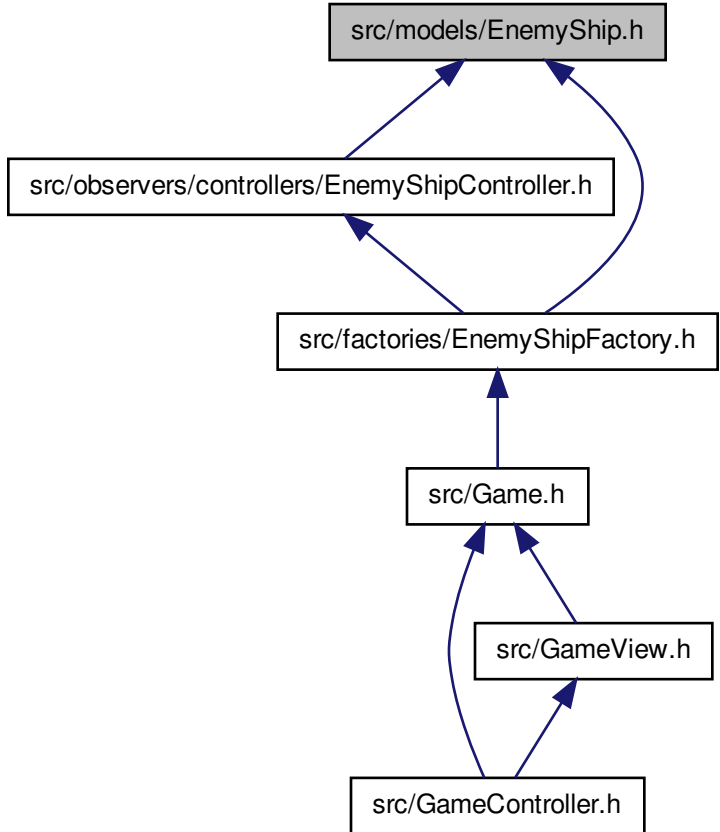 src/models/EnemyShip.h
src/observers/controllers/EnemyShipController.h
src/factories/EnemyShipFactory.h
src/Game.h
src/GameView.h
src/GameController.h